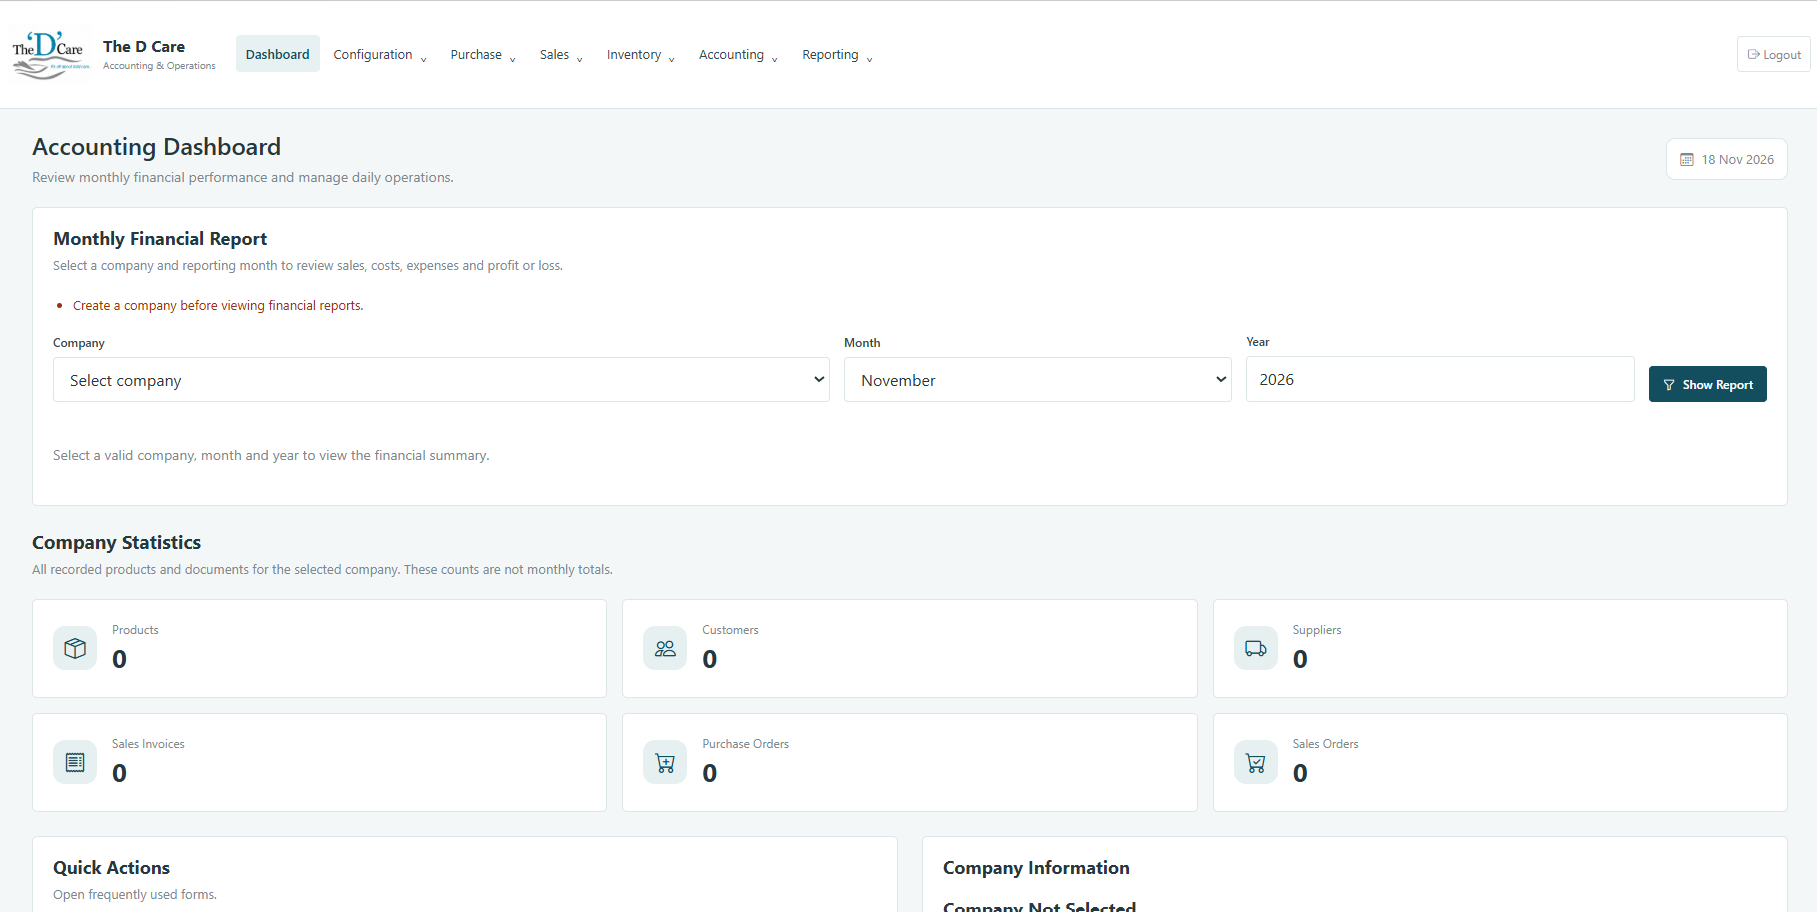 The 'D' Care
The D Care
Accounting & Operations
Dashboard
Configuration
Purchase
Sales
Inventory
Accounting
Reporting
Logout
Accounting Dashboard
Review monthly financial performance and manage daily operations.
18 Nov 2026
Monthly Financial Report
Select a company and reporting month to review sales, costs, expenses and profit or loss.
Create a company before viewing financial reports.
Company
Month
Year
Select company
November
2026
Show Report
Select a valid company, month and year to view the financial summary.
Company Statistics
All recorded products and documents for the selected company. These counts are not monthly totals.
Products
0
Customers
0
Suppliers
0
Sales Invoices
0
Purchase Orders
0
Sales Orders
0
Quick Actions
Open frequently used forms.
Company Information
Company Not Selected